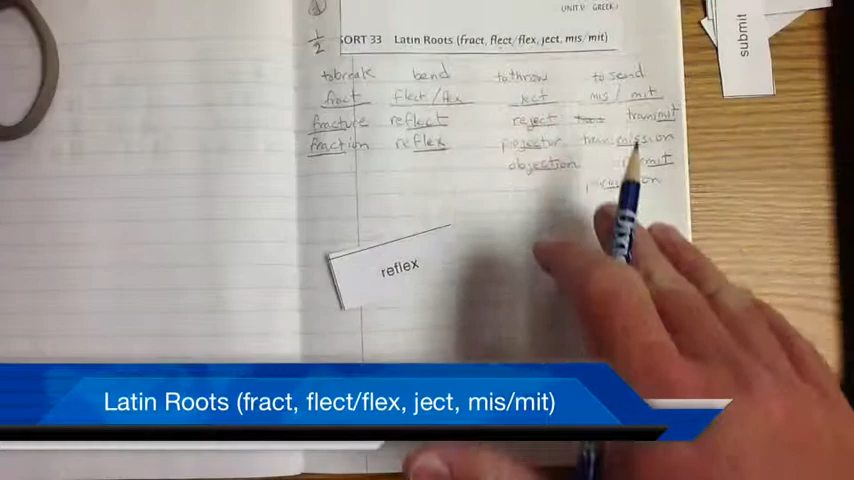 UNIT V GREEK
SORT 33 Latin Roots (fract, flect/flex, ject, mis/mit)
1/2
submit
to break bend to throw to send
fract flect/flex ject mis/mit
fracture reflect reject transmit
fraction reflex projector transmission
objection mit
on
reflex
Latin Roots (fract, flect/flex, ject, mis/mit)